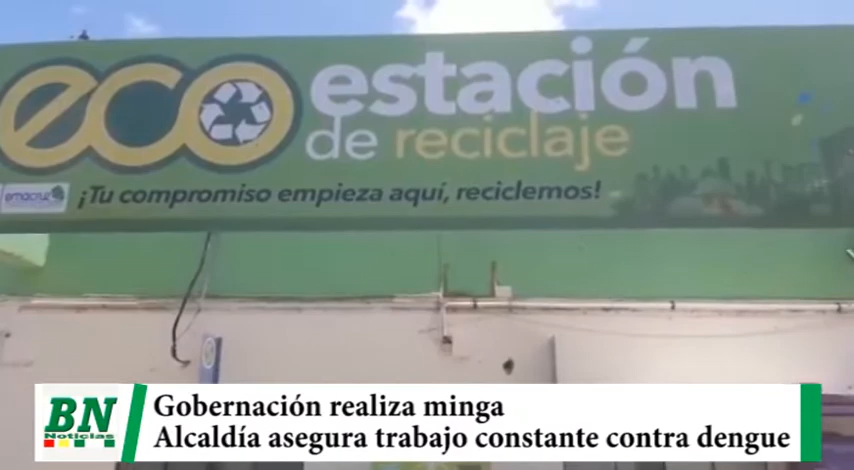 eco estación
de reciclaje
emacruz
¡Tu compromiso empieza aquí, reciclemos!
BN
Noticias
Gobernación realiza minga
Alcaldía asegura trabajo constante contra dengue